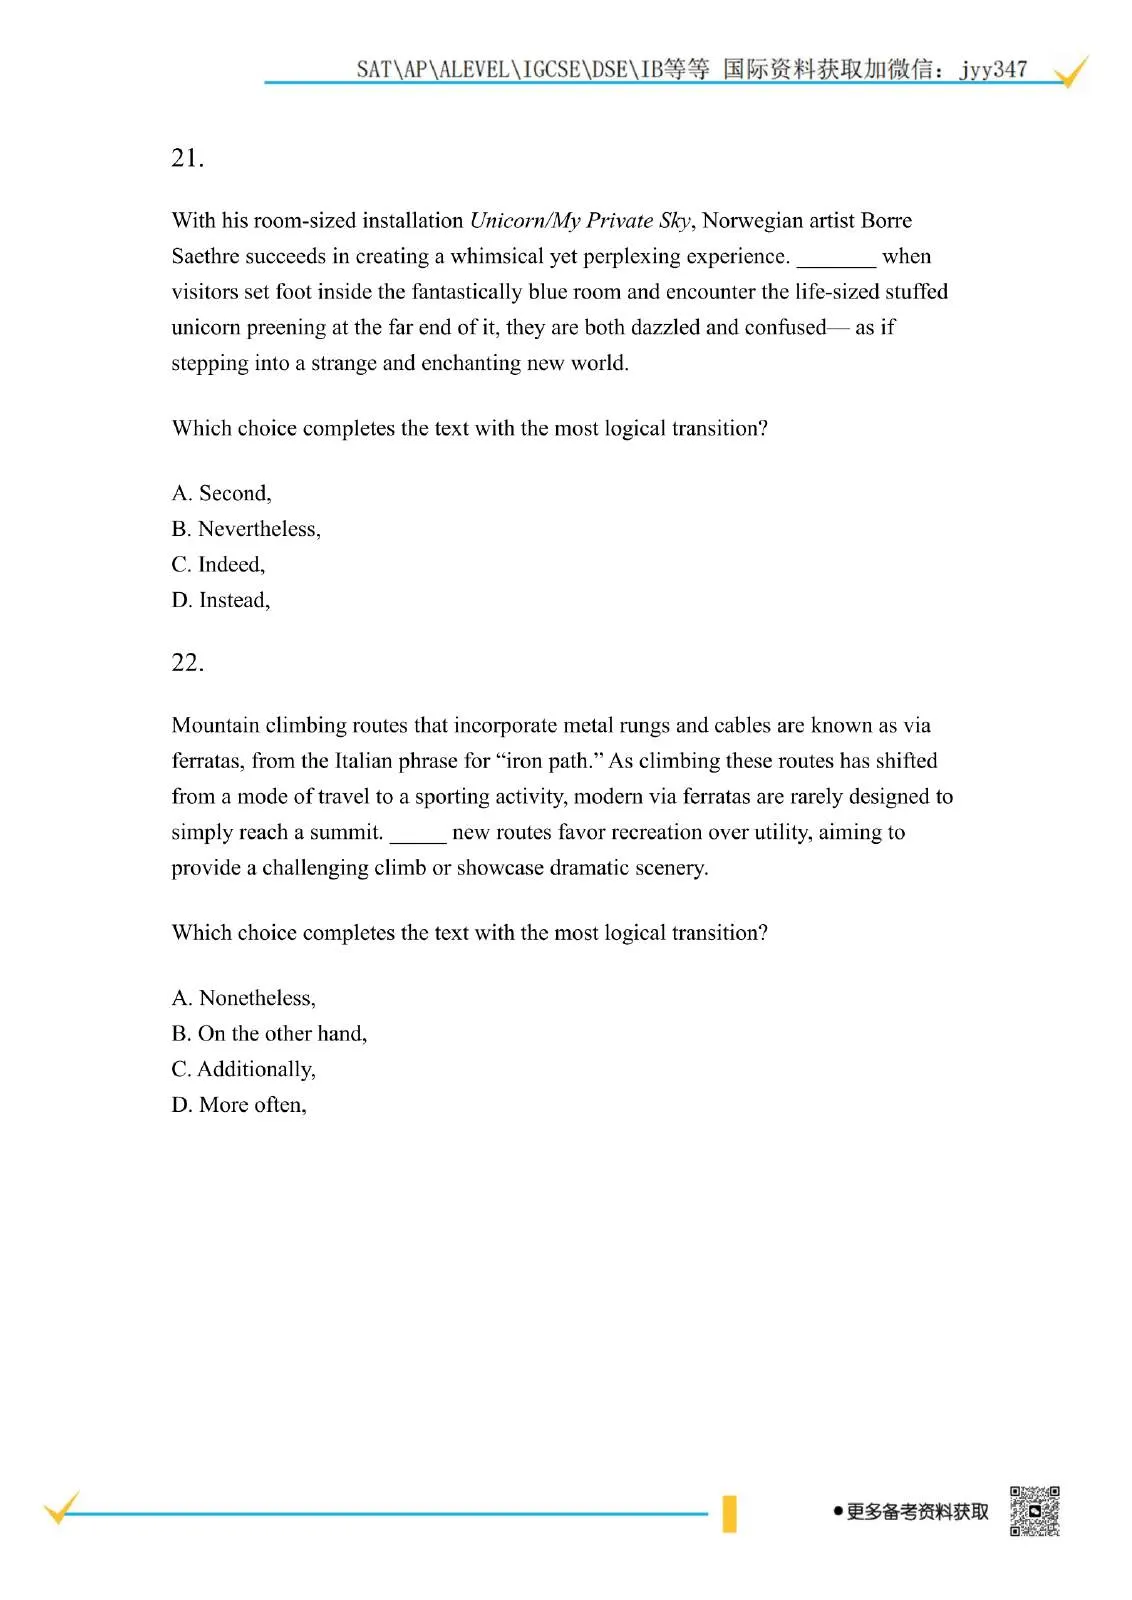 SAT\AP\ALEVEL\IGCSE\DSE\IB等等 国际资料获取加微信：jyy347
21.
With his room-sized installation Unicorn/My Private Sky, Norwegian artist Borre
Saethre succeeds in creating a whimsical yet perplexing experience. _______ when
visitors set foot inside the fantastically blue room and encounter the life-sized stuffed
unicorn preening at the far end of it, they are both dazzled and confused— as if
stepping into a strange and enchanting new world.
Which choice completes the text with the most logical transition?
A. Second,
B. Nevertheless,
C. Indeed,
D. Instead,
22.
Mountain climbing routes that incorporate metal rungs and cables are known as via
ferratas, from the Italian phrase for “iron path.” As climbing these routes has shifted
from a mode of travel to a sporting activity, modern via ferratas are rarely designed to
simply reach a summit. _____ new routes favor recreation over utility, aiming to
provide a challenging climb or showcase dramatic scenery.
Which choice completes the text with the most logical transition?
A. Nonetheless,
B. On the other hand,
C. Additionally,
D. More often,
●更多备考资料获取